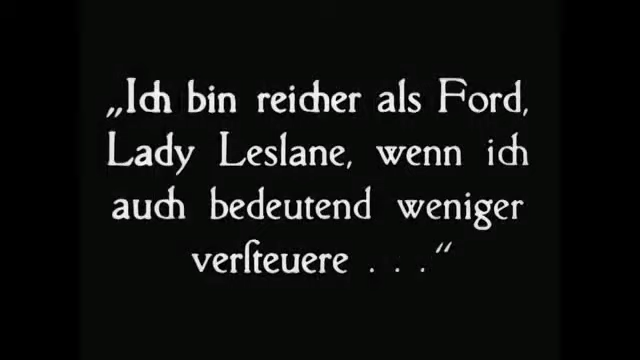 „Ich bin reicher als Ford,
Lady Leslane, wenn ich
auch bedeutend weniger
verſteuere . . .“